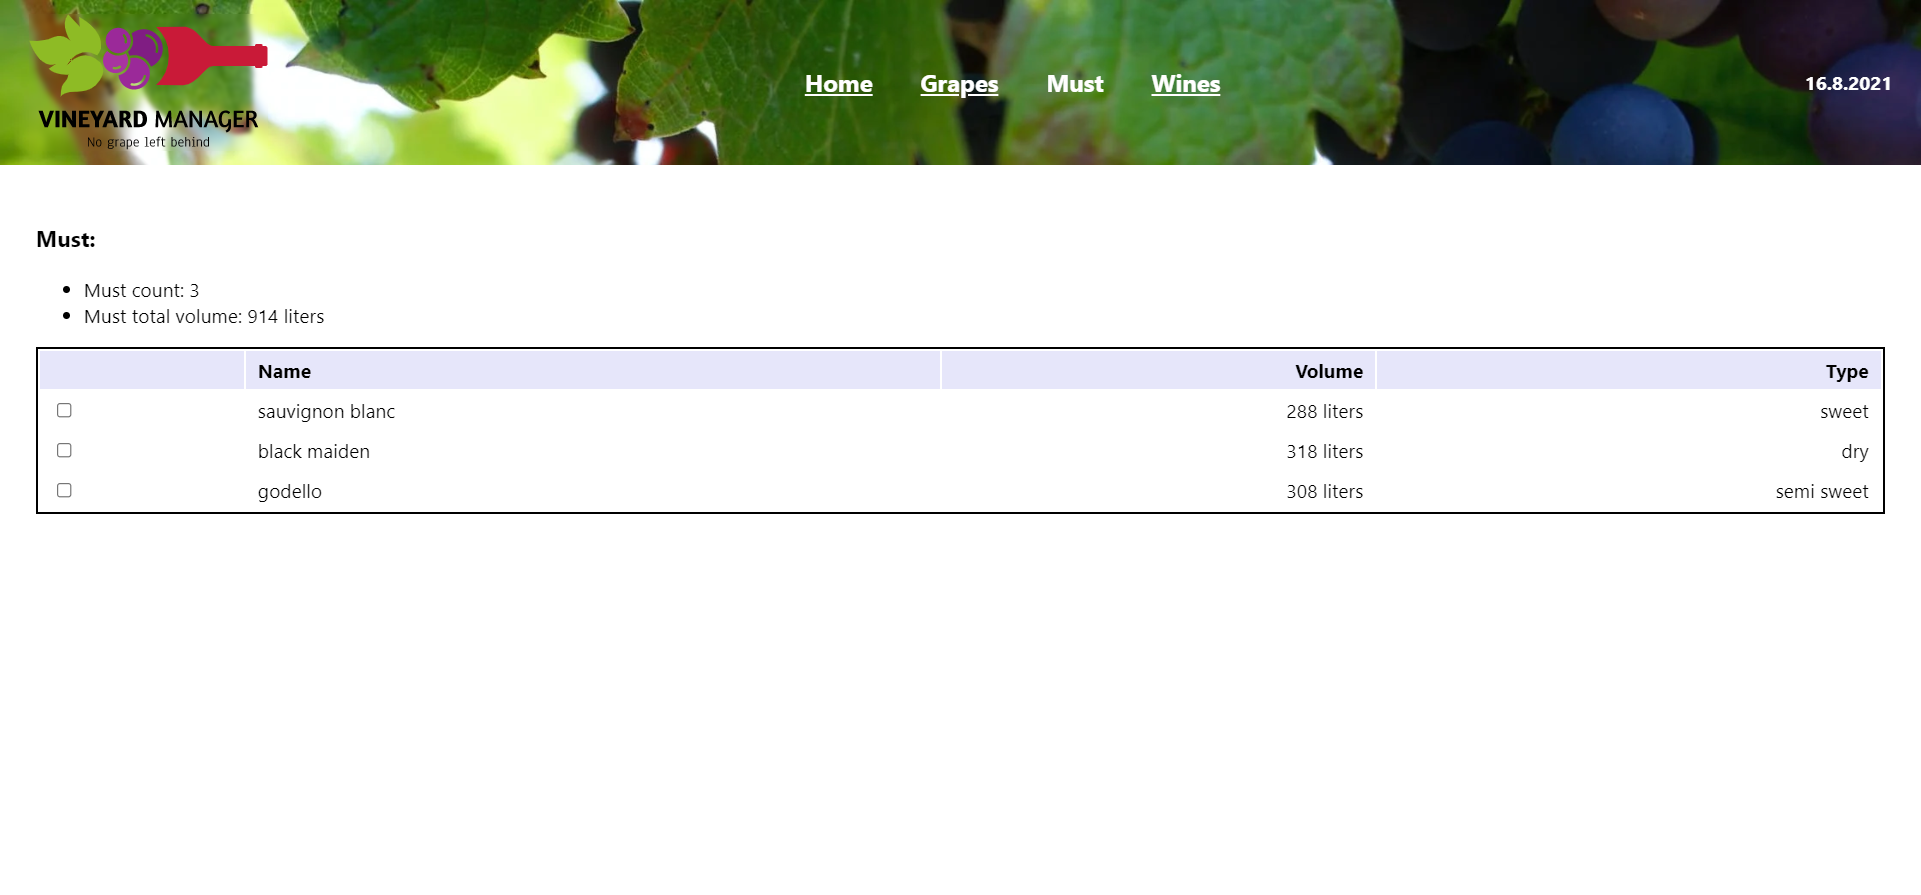 VINEYARD MANAGER
No grape left behind
Home Grapes Must Wines
16.8.2021
Must:
Must count: 3
Must total volume: 914 liters
Name Volume Type
sauvignon blanc 288 liters sweet
black maiden 318 liters dry
godello 308 liters semi sweet